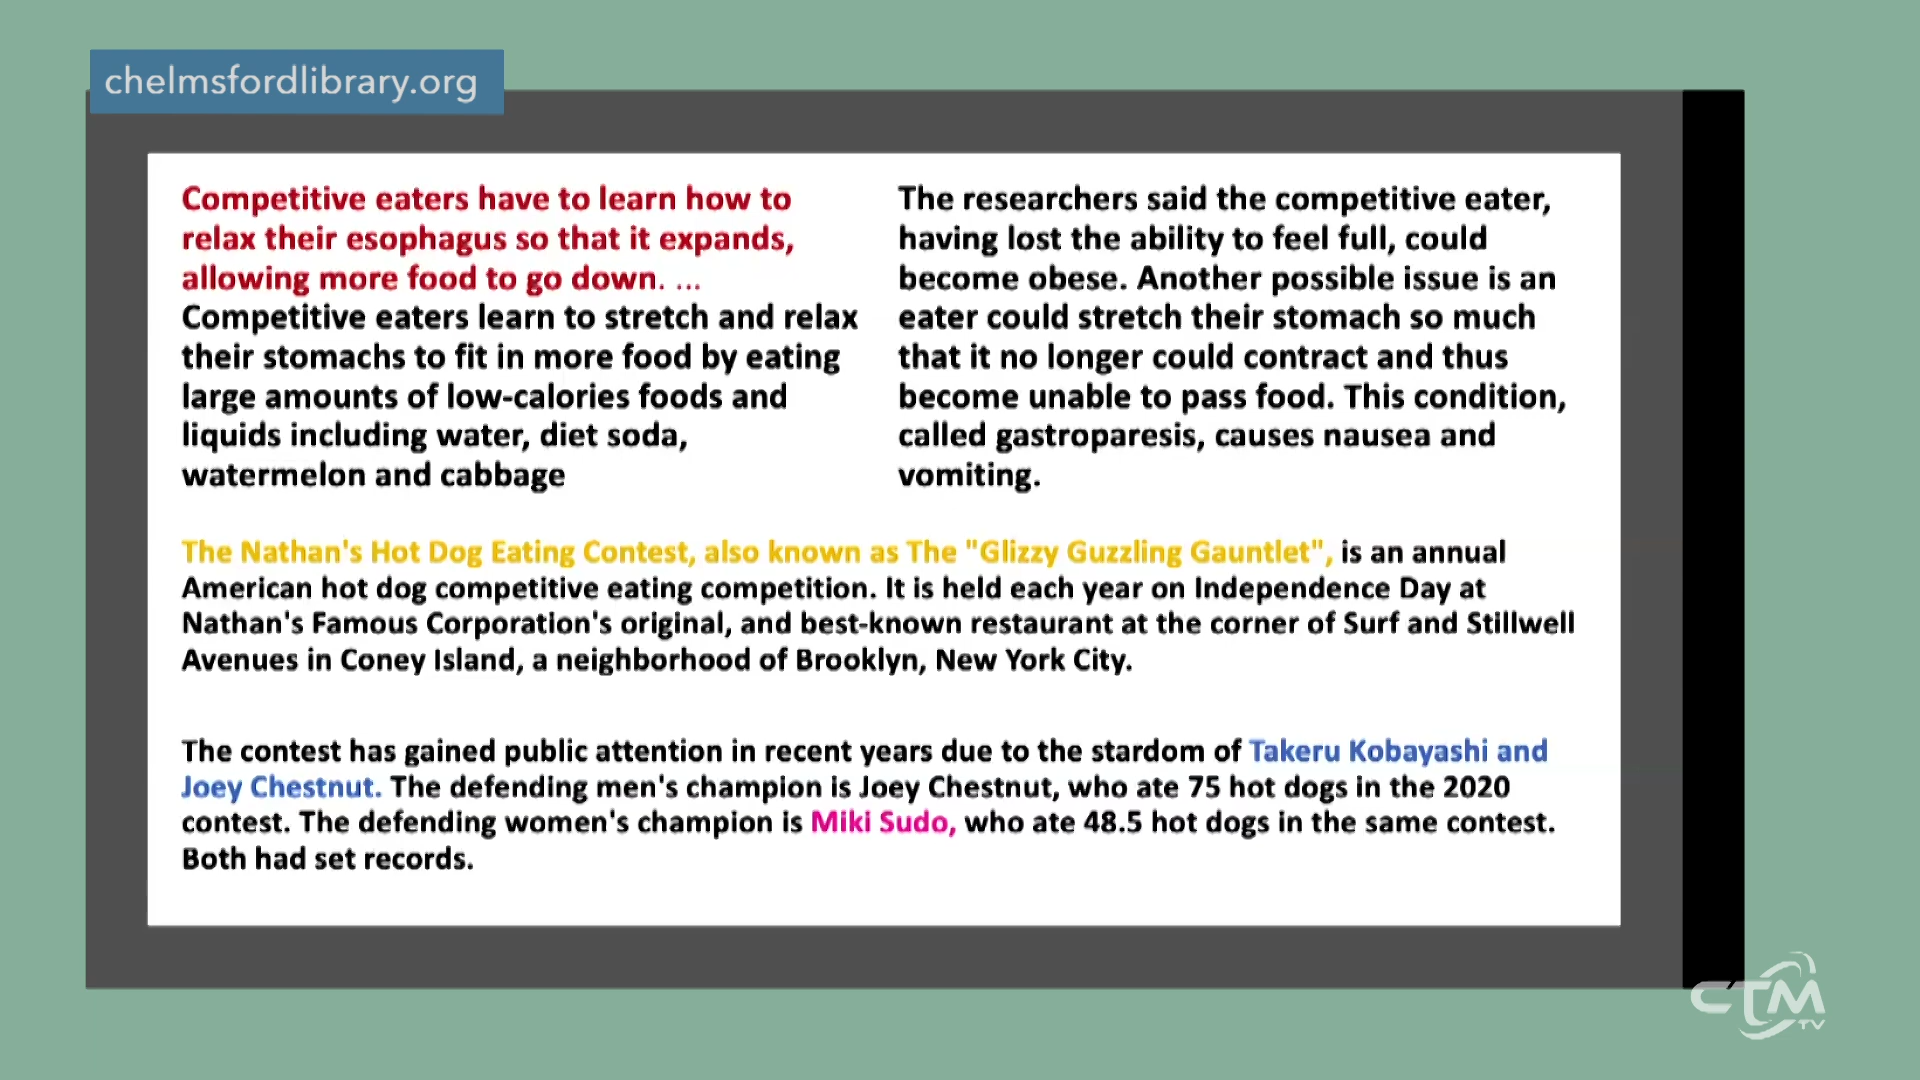 chelmsfordlibrary.org
Competitive eaters have to learn how to
relax their esophagus so that it expands,
allowing more food to go down. ...
Competitive eaters learn to stretch and relax
their stomachs to fit in more food by eating
large amounts of low-calories foods and
liquids including water, diet soda,
watermelon and cabbage
The researchers said the competitive eater,
having lost the ability to feel full, could
become obese. Another possible issue is an
eater could stretch their stomach so much
that it no longer could contract and thus
become unable to pass food. This condition,
called gastroparesis, causes nausea and
vomiting.
The Nathan's Hot Dog Eating Contest, also known as The "Glizzy Guzzling Gauntlet", is an annual
American hot dog competitive eating competition. It is held each year on Independence Day at
Nathan's Famous Corporation's original, and best-known restaurant at the corner of Surf and Stillwell
Avenues in Coney Island, a neighborhood of Brooklyn, New York City.
The contest has gained public attention in recent years due to the stardom of Takeru Kobayashi and
Joey Chestnut. The defending men's champion is Joey Chestnut, who ate 75 hot dogs in the 2020
contest. The defending women's champion is Miki Sudo, who ate 48.5 hot dogs in the same contest.
Both had set records.
CTM
TV